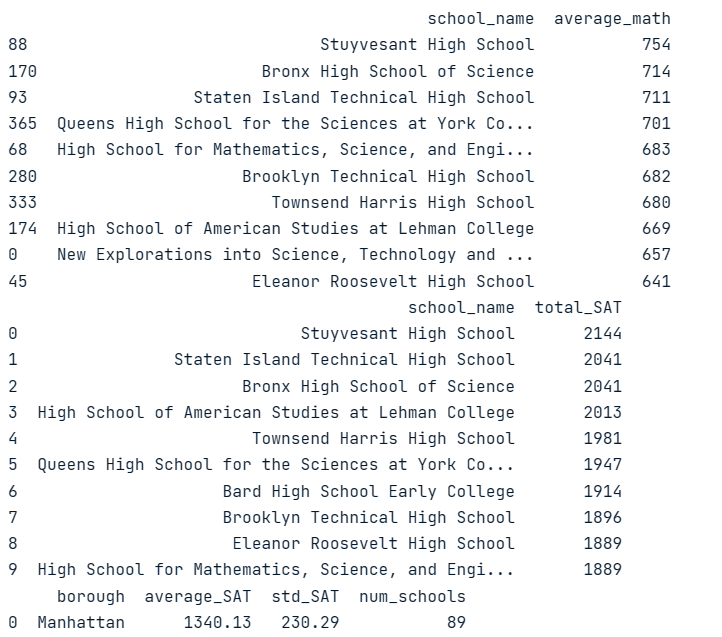 school_name average_math
88 Stuyvesant High School 754
170 Bronx High School of Science 714
93 Staten Island Technical High School 711
365 Queens High School for the Sciences at York Co... 701
68 High School for Mathematics, Science, and Engi... 683
280 Brooklyn Technical High School 682
333 Townsend Harris High School 680
174 High School of American Studies at Lehman College 669
0 New Explorations into Science, Technology and ... 657
45 Eleanor Roosevelt High School 641
school_name total_SAT
0 Stuyvesant High School 2144
1 Staten Island Technical High School 2041
2 Bronx High School of Science 2041
3 High School of American Studies at Lehman College 2013
4 Townsend Harris High School 1981
5 Queens High School for the Sciences at York Co... 1947
6 Bard High School Early College 1914
7 Brooklyn Technical High School 1896
8 Eleanor Roosevelt High School 1889
9 High School for Mathematics, Science, and Engi... 1889
borough average_SAT std_SAT num_schools
0 Manhattan 1340.13 230.29 89